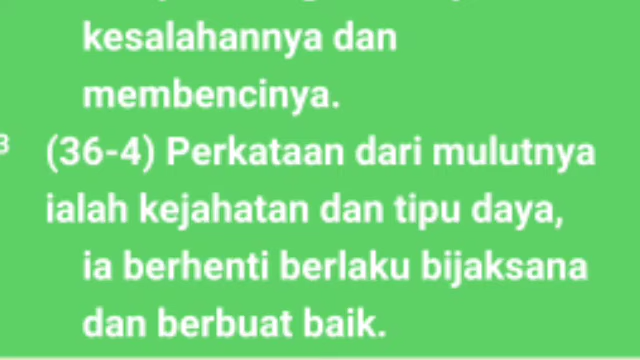 kesalahannya dan
membencinya.
3 (36-4) Perkataan dari mulutnya
ialah kejahatan dan tipu daya,
ia berhenti berlaku bijaksana
dan berbuat baik.